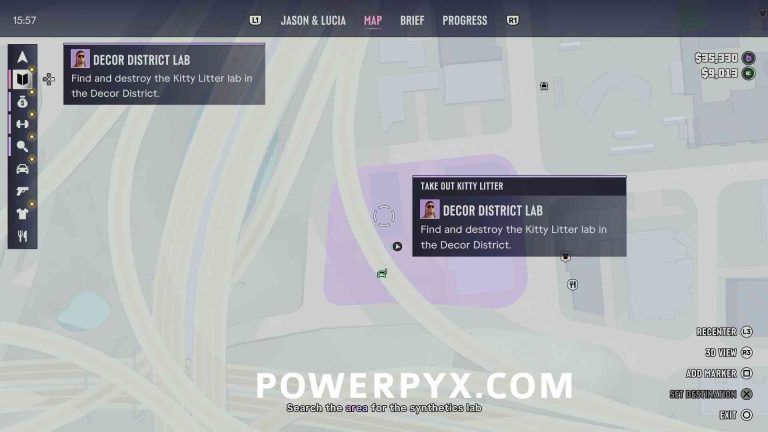 15:57
L1
JASON & LUCIA
MAP
BRIEF
PROGRESS
R1
DECOR DISTRICT LAB
Find and destroy the Kitty Litter lab in
the Decor District.
$35,330
$9,013
TAKE OUT KITTY LITTER
DECOR DISTRICT LAB
Find and destroy the Kitty Litter lab in
the Decor District.
RECENTER L3
3D VIEW R3
ADD MARKER
SET DESTINATION
EXIT
POWERPYX.COM
Search the area for the synthetics lab